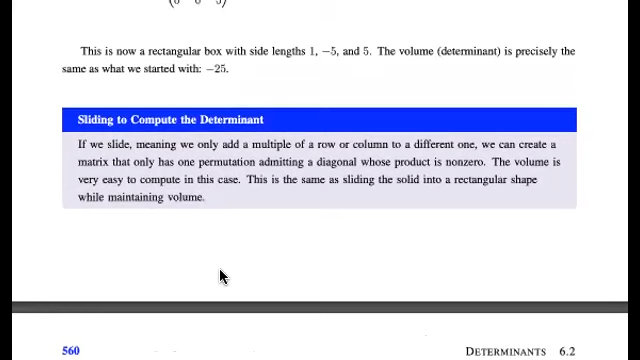 This is now a rectangular box with side lengths 1, −5, and 5. The volume (determinant) is precisely the
same as what we started with: −25.
Sliding to Compute the Determinant
If we slide, meaning we only add a multiple of a row or column to a different one, we can create a
matrix that only has one permutation admitting a diagonal whose product is nonzero. The volume is
very easy to compute in this case. This is the same as sliding the solid into a rectangular shape
while maintaining volume.
560 DETERMINANTS 6.2